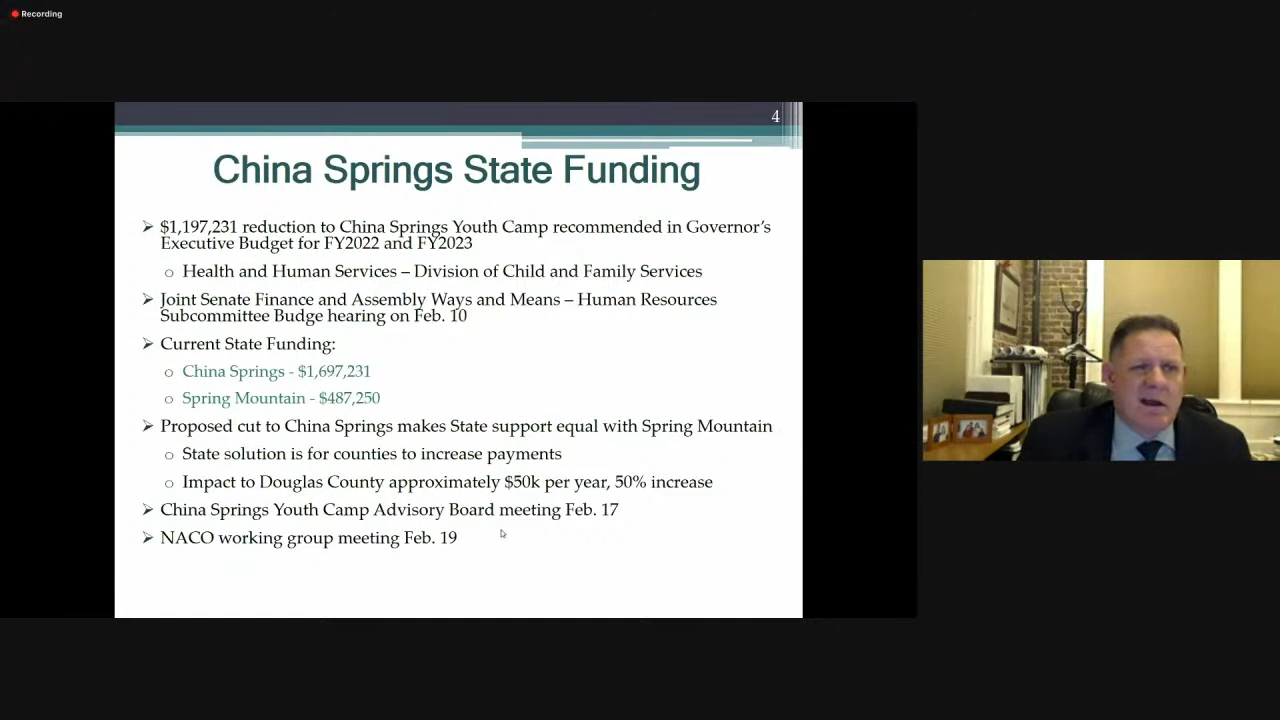 Recording
4
China Springs State Funding
➢ $1,197,231 reduction to China Springs Youth Camp recommended in Governor's
Executive Budget for FY2022 and FY2023
o Health and Human Services – Division of Child and Family Services
➢ Joint Senate Finance and Assembly Ways and Means – Human Resources
Subcommittee Budge hearing on Feb. 10
➢ Current State Funding:
o China Springs - $1,697,231
o Spring Mountain - $487,250
➢ Proposed cut to China Springs makes State support equal with Spring Mountain
o State solution is for counties to increase payments
o Impact to Douglas County approximately $50k per year, 50% increase
➢ China Springs Youth Camp Advisory Board meeting Feb. 17
➢ NACO working group meeting Feb. 19